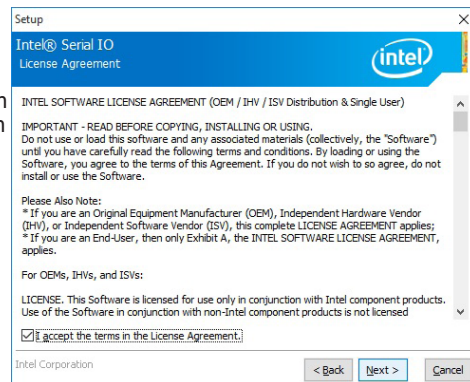 Setup
Intel® Serial IO
License Agreement
intel
INTEL SOFTWARE LICENSE AGREEMENT (OEM / IHV / ISV Distribution & Single User)
IMPORTANT - READ BEFORE COPYING, INSTALLING OR USING.
Do not use or load this software and any associated materials (collectively, the "Software")
until you have carefully read the following terms and conditions. By loading or using the
Software, you agree to the terms of this Agreement. If you do not wish to so agree, do not
install or use the Software.
Please Also Note:
* If you are an Original Equipment Manufacturer (OEM), Independent Hardware Vendor
(IHV), or Independent Software Vendor (ISV), this complete LICENSE AGREEMENT applies;
* If you are an End-User, then only Exhibit A, the INTEL SOFTWARE LICENSE AGREEMENT,
applies.
For OEMs, IHVs, and ISVs:
LICENSE. This Software is licensed for use only in conjunction with Intel component products.
Use of the Software in conjunction with non-Intel component products is not licensed
I accept the terms in the License Agreement.
Intel Corporation
< Back
Next >
Cancel